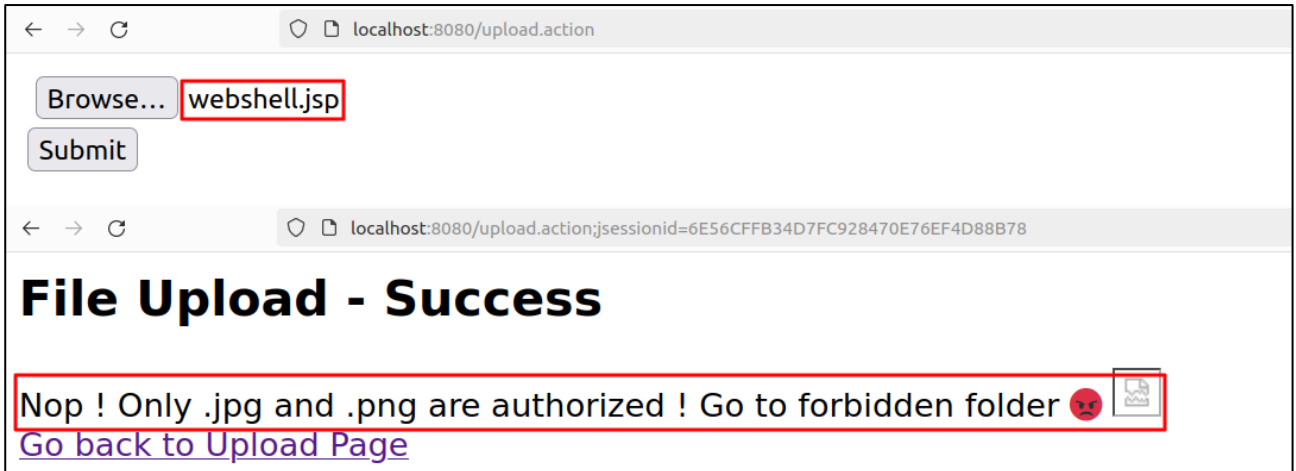 localhost:8080/upload.action
Browse... webshell.jsp
Submit
localhost:8080/upload.action;jsessionid=6E56CFFB34D7FC928470E76EF4D88B78
File Upload - Success
Nop ! Only .jpg and .png are authorized ! Go to forbidden folder 😡
Go back to Upload Page